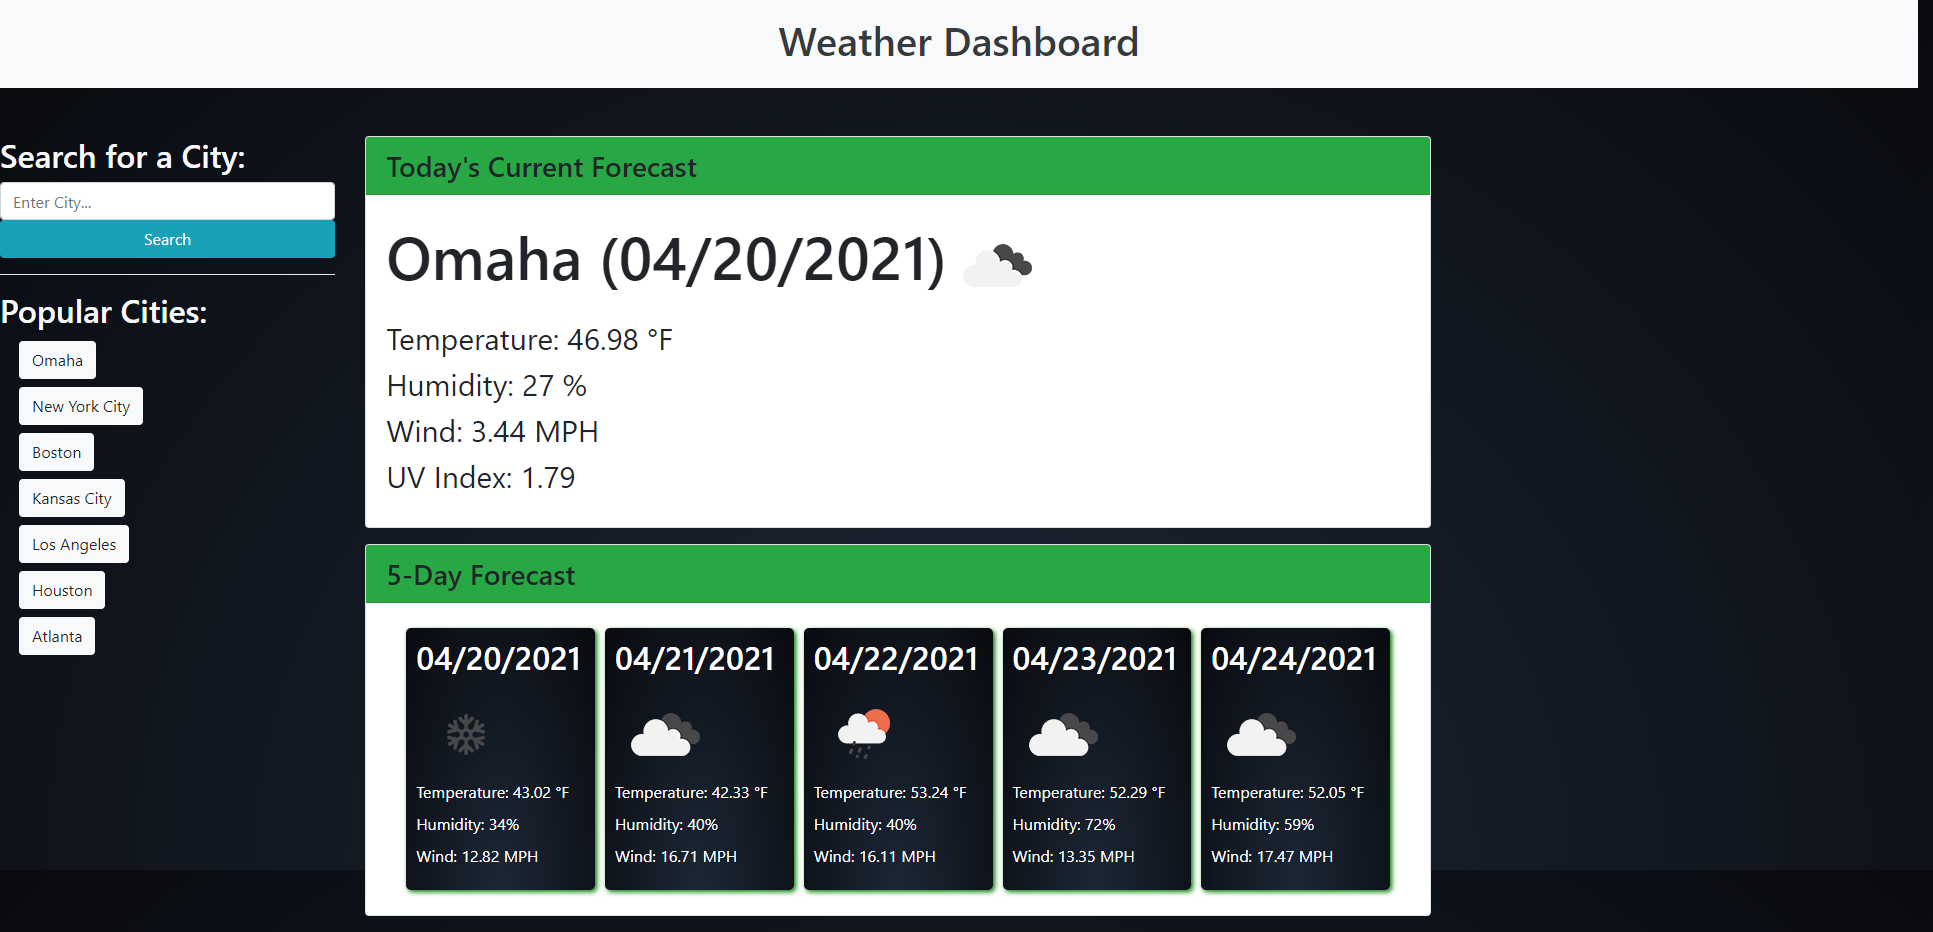 Weather Dashboard
Search for a City:
Enter City...
Search
Popular Cities:
Omaha
New York City
Boston
Kansas City
Los Angeles
Houston
Atlanta
Today's Current Forecast
Omaha (04/20/2021)
Temperature: 46.98 °F
Humidity: 27 %
Wind: 3.44 MPH
UV Index: 1.79
5-Day Forecast
04/20/2021
Temperature: 43.02 °F
Humidity: 34%
Wind: 12.82 MPH
04/21/2021
Temperature: 42.33 °F
Humidity: 40%
Wind: 16.71 MPH
04/22/2021
Temperature: 53.24 °F
Humidity: 40%
Wind: 16.11 MPH
04/23/2021
Temperature: 52.29 °F
Humidity: 72%
Wind: 13.35 MPH
04/24/2021
Temperature: 52.05 °F
Humidity: 59%
Wind: 17.47 MPH